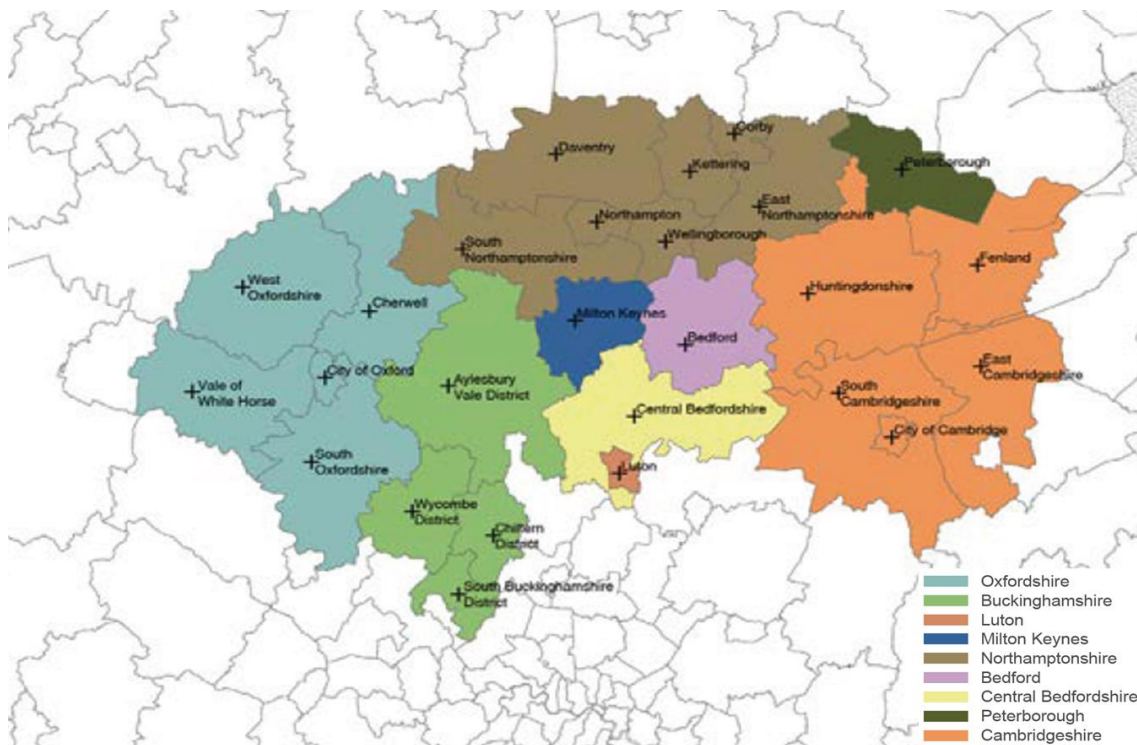 Corby
Daventry
Kettering
Peterborough
East
Northamptonshire
Northampton
Wellingborough
South
Northamptonshire
Fenland
West
Oxfordshire
Huntingdonshire
Cherwell
Milton Keynes
Bedford
East
Cambridgeshire
City of Oxford
Aylesbury
Vale District
Vale of
White Horse
South
Cambridgeshire
Central Bedfordshire
City of Cambridge
South
Oxfordshire
Luton
Wycombe
District
Chiltern
District
South Buckinghamshire
District
Oxfordshire
Buckinghamshire
Luton
Milton Keynes
Northamptonshire
Bedford
Central Bedfordshire
Peterborough
Cambridgeshire